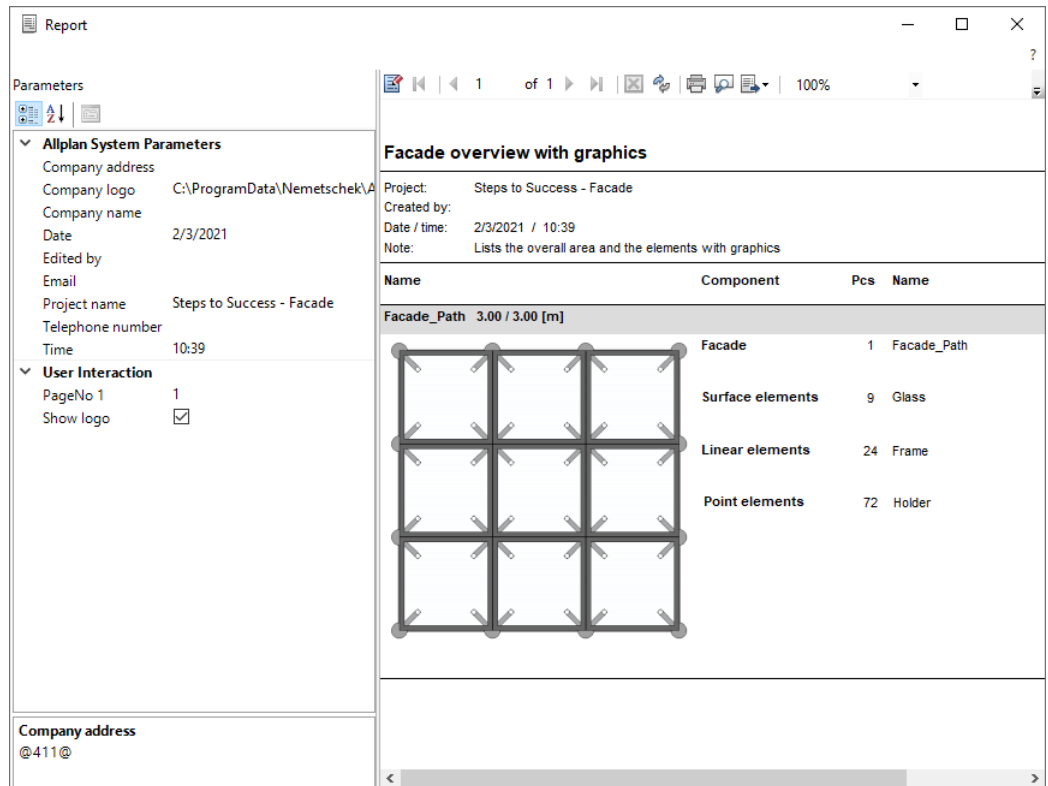 Report
?
Parameters
1 of 1
100%
Allplan System Parameters
Company address
Company logo C:\ProgramData\Nemetschek\A
Company name
Date 2/3/2021
Edited by
Email
Project name Steps to Success - Facade
Telephone number
Time 10:39
User Interaction
PageNo 1 1
Show logo
Company address
@411@
Facade overview with graphics
Project: Steps to Success - Facade
Created by:
Date / time: 2/3/2021 / 10:39
Note: Lists the overall area and the elements with graphics
Name Component Pcs Name
Facade_Path 3.00 / 3.00 [m]
Facade 1 Facade_Path
Surface elements 9 Glass
Linear elements 24 Frame
Point elements 72 Holder